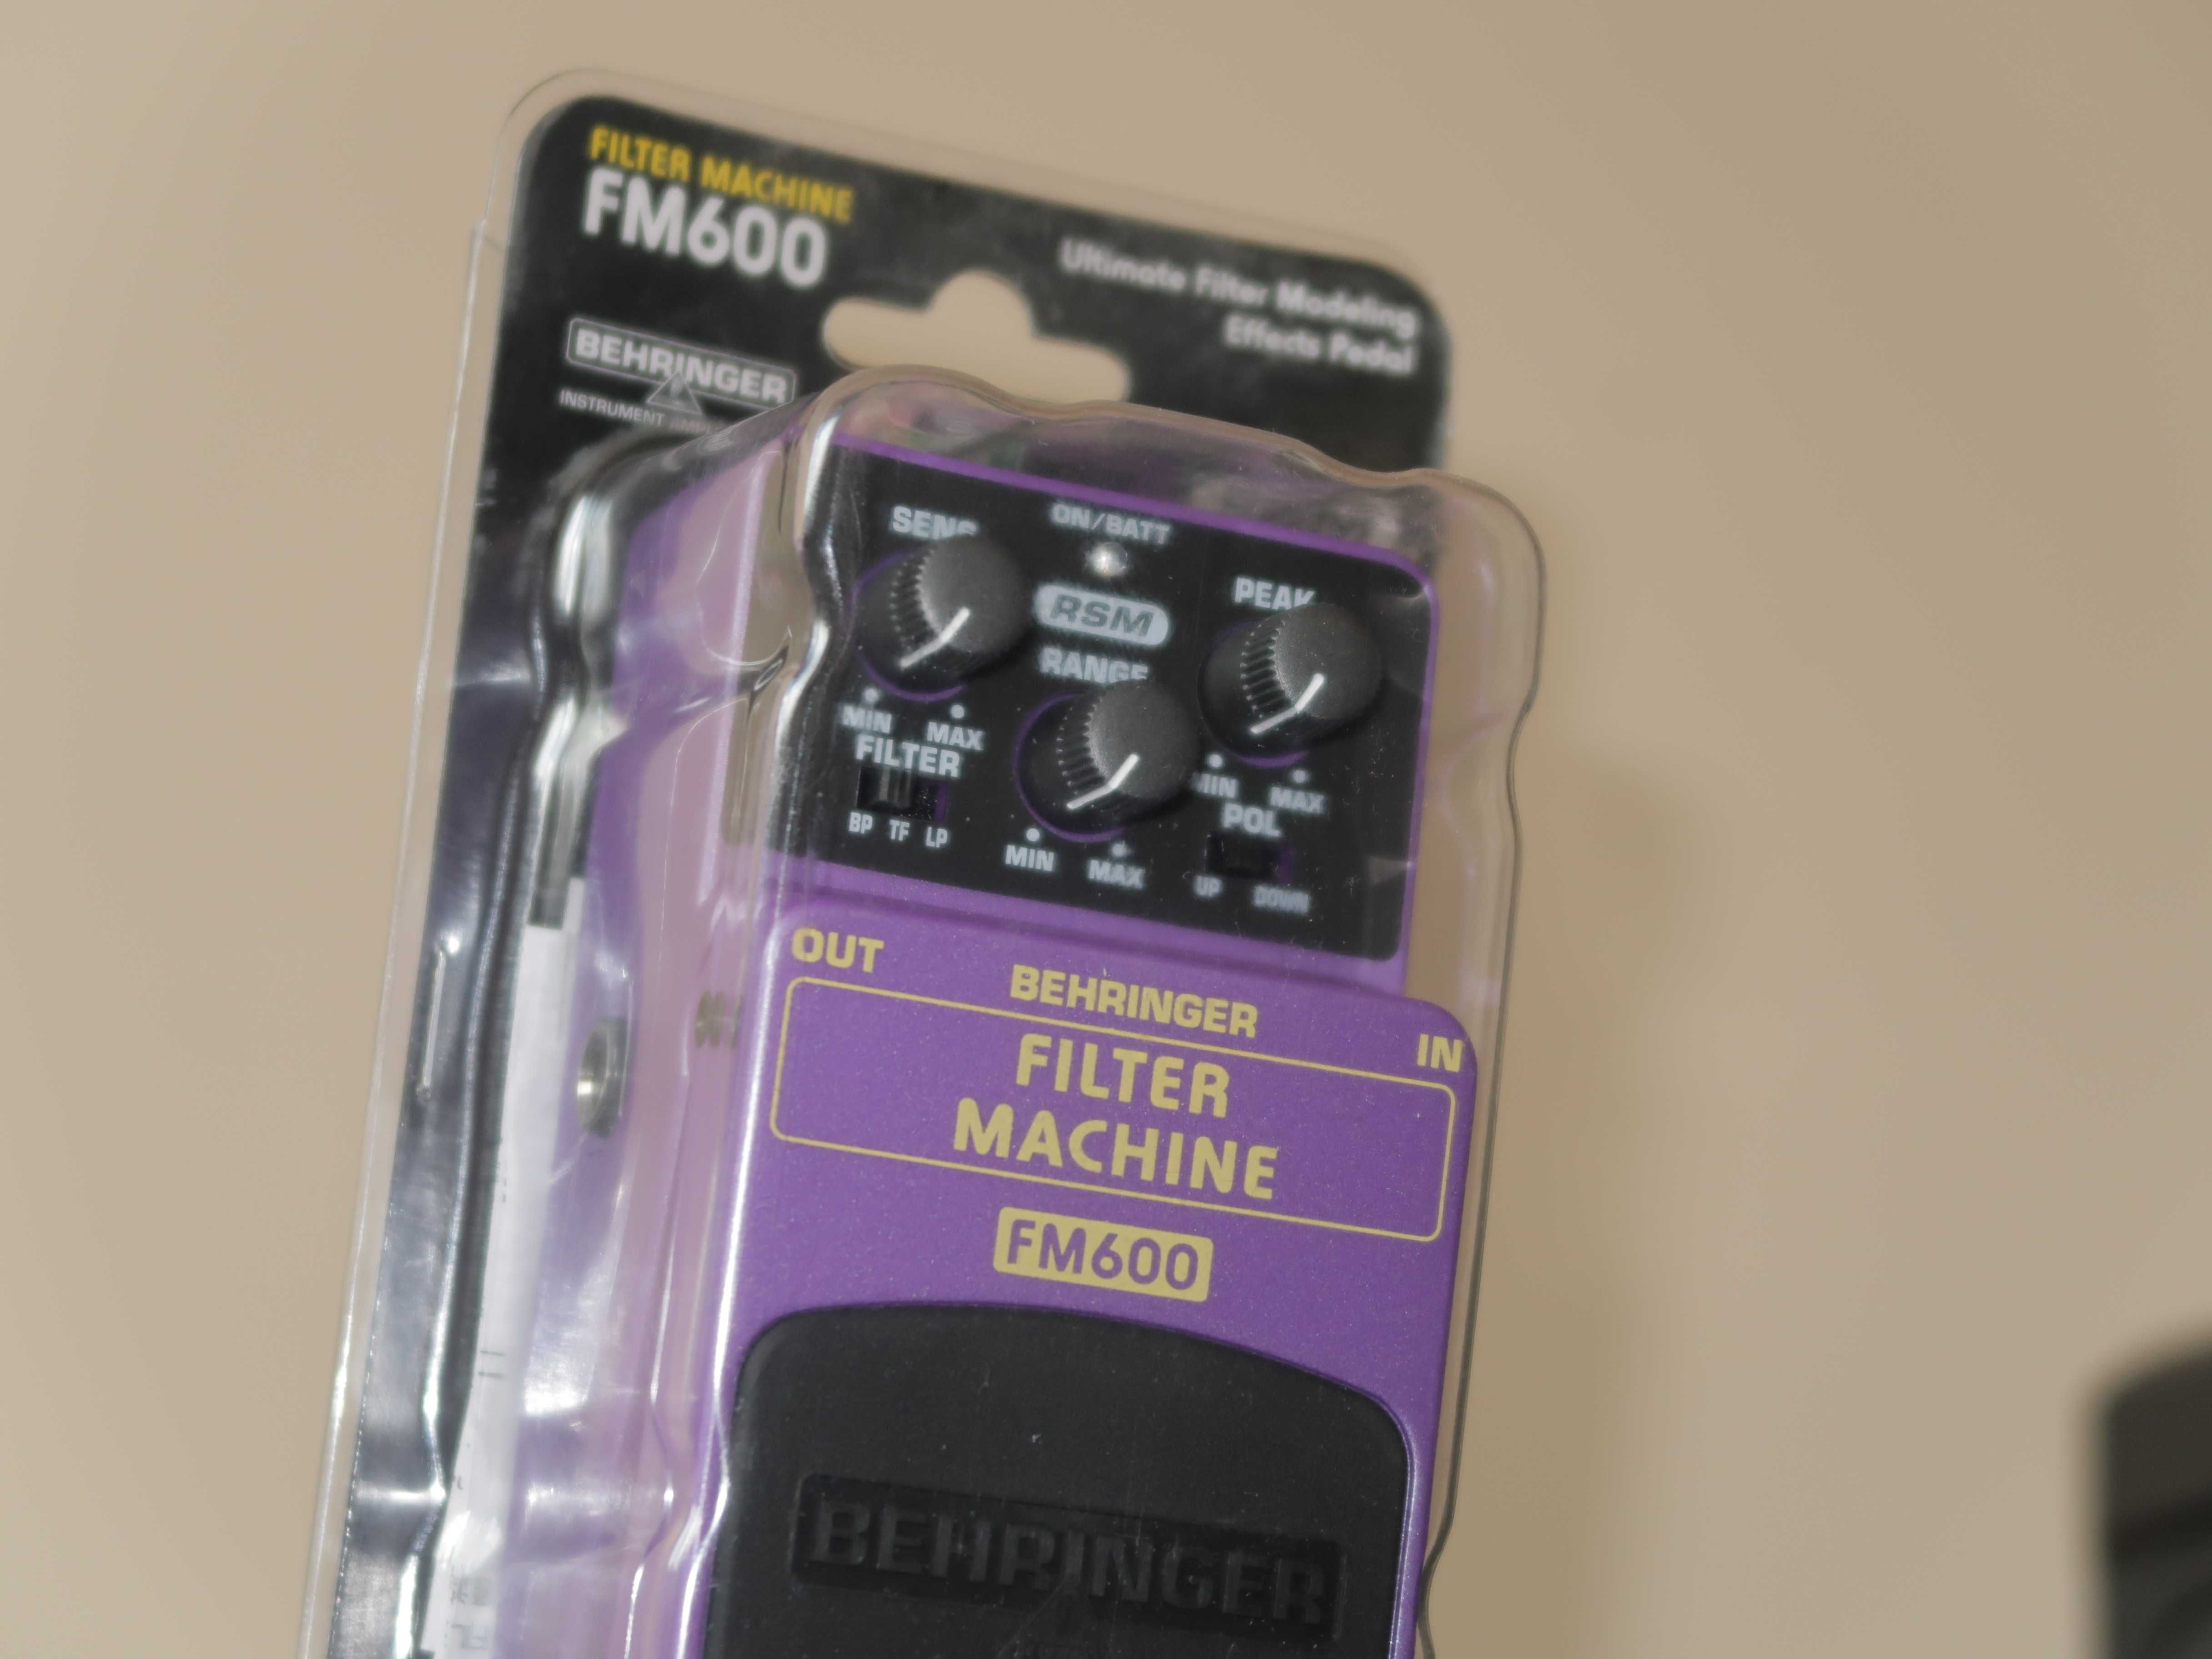 FILTER MACHINE
FM600
Ultimate Filter Modeling
Effects Pedal
BEHRINGER
INSTRUMENT
SENS
ON/BATT
PEAK
RSM
RANGE
MIN MAX
MIN MAX
FILTER
POL
BP TF LP
MIN MAX
UP DOWN
OUT
BEHRINGER
IN
FILTER
MACHINE
FM600
BEHRINGER